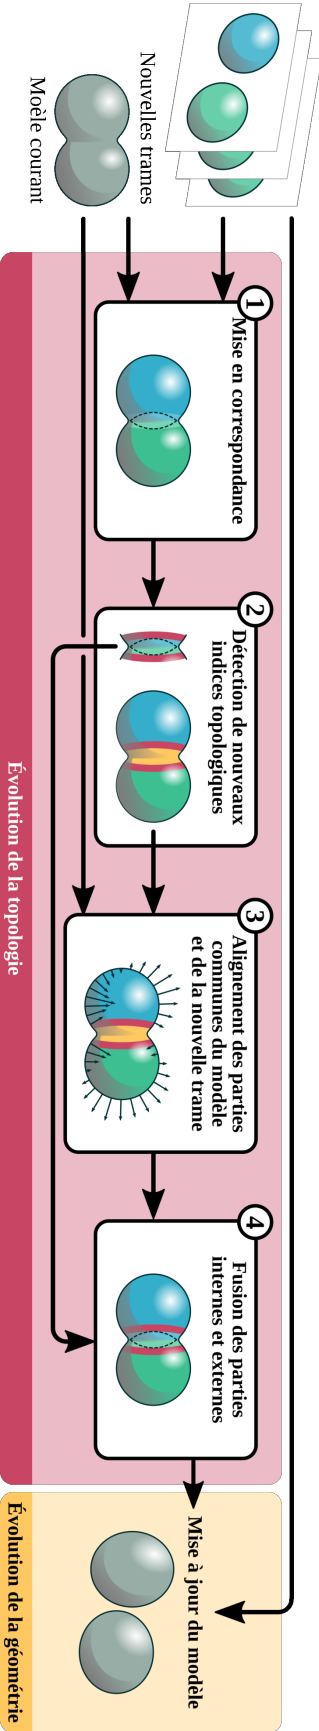 Nouvelles trames
Moèle courant
1
Mise en correspondance
2
Détection de nouveaux
indices topologiques
3
Alignement des parties
communes du modèle
et de la nouvelle trame
4
Fusion des parties
internes et externes
Mise à jour du modèle
Évolution de la topologie
Évolution de la géométrie